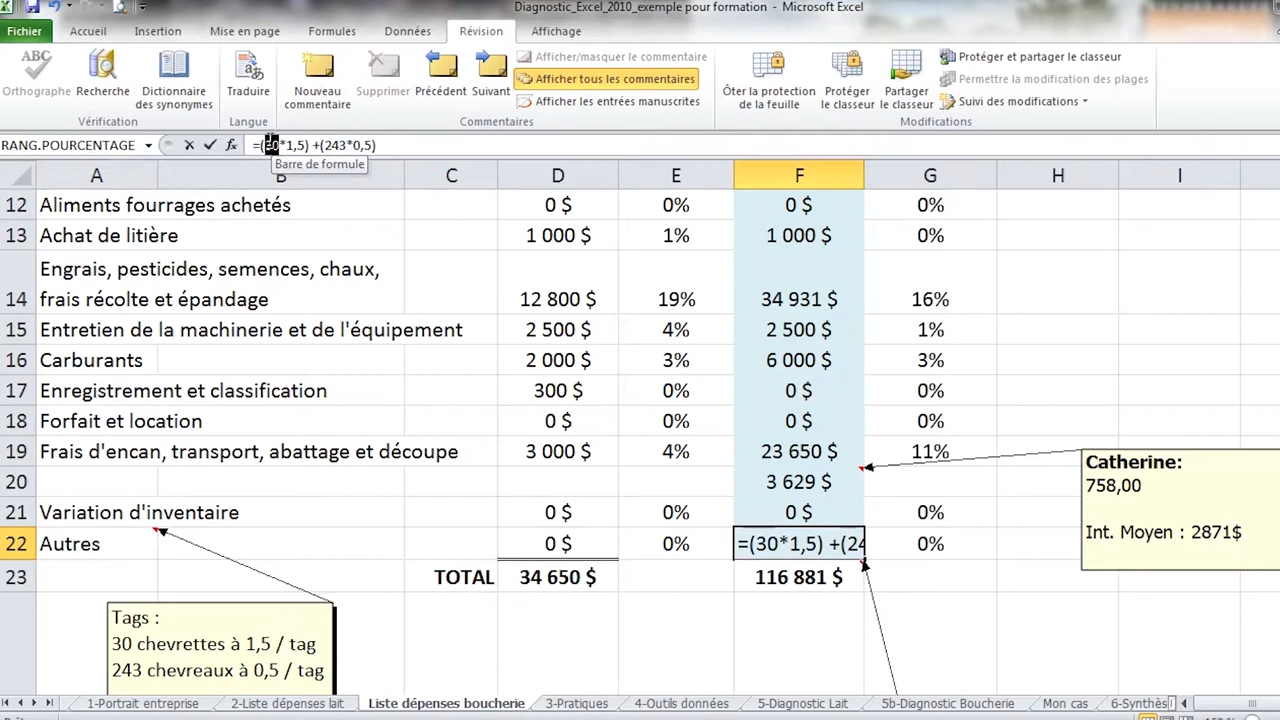 Diagnostic_Excel_2010_exemple pour formation - Microsoft Excel
Fichier Accueil Insertion Mise en page Formules Données Révision Affichage
ABC Orthographe Recherche Dictionnaire des synonymes Traduire Nouveau commentaire Supprimer Précédent Suivant Afficher/masquer le commentaire Ôter la protection de la feuille Protéger le classeur Partager le classeur Protéger et partager le classeur
Afficher tous les commentaires Permettre la modification des plages
Afficher les entrées manuscrites Suivi des modifications
Vérification Langue Commentaires Modifications
RANG.POURCENTAGE fx =(30*1,5) +(243*0,5)
Barre de formule
A B C D E F G H I
12 Aliments fourrages achetés 0 $ 0% 0 $ 0%
13 Achat de litière 1 000 $ 1% 1 000 $ 0%
Engrais, pesticides, semences, chaux,
14 frais récolte et épandage 12 800 $ 19% 34 931 $ 16%
15 Entretien de la machinerie et de l'équipement 2 500 $ 4% 2 500 $ 1%
16 Carburants 2 000 $ 3% 6 000 $ 3%
17 Enregistrement et classification 300 $ 0% 0 $ 0%
18 Forfait et location 0 $ 0% 0 $ 0%
19 Frais d'encan, transport, abattage et découpe 3 000 $ 4% 23 650 $ 11%
20 3 629 $
21 Variation d'inventaire 0 $ 0% 0 $ 0%
22 Autres 0 $ 0% =(30*1,5) +(24 0%
23 TOTAL 34 650 $ 116 881 $
Catherine:
758,00
Int. Moyen : 2871$
Tags :
30 chevrettes à 1,5 / tag
243 chevreaux à 0,5 / tag
1-Portrait entreprise 2-Liste dépenses lait Liste dépenses boucherie 3-Pratiques 4-Outils données 5-Diagnostic Lait 5b-Diagnostic Boucherie Mon cas 6-Synthès